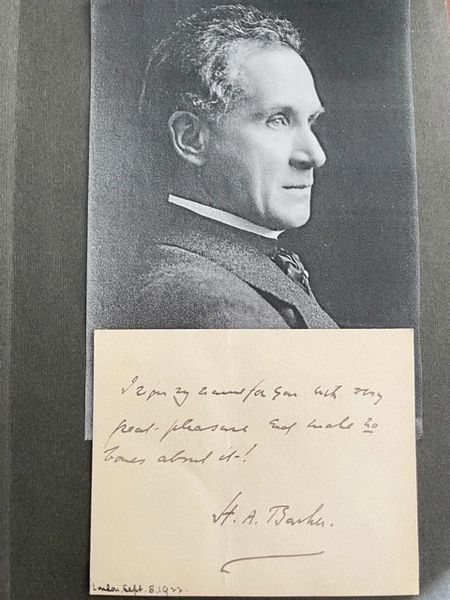 I sign my name for you with very
great pleasure and make no
bones about it!
H. A. Barker.
London, Sept. 8, 1922.